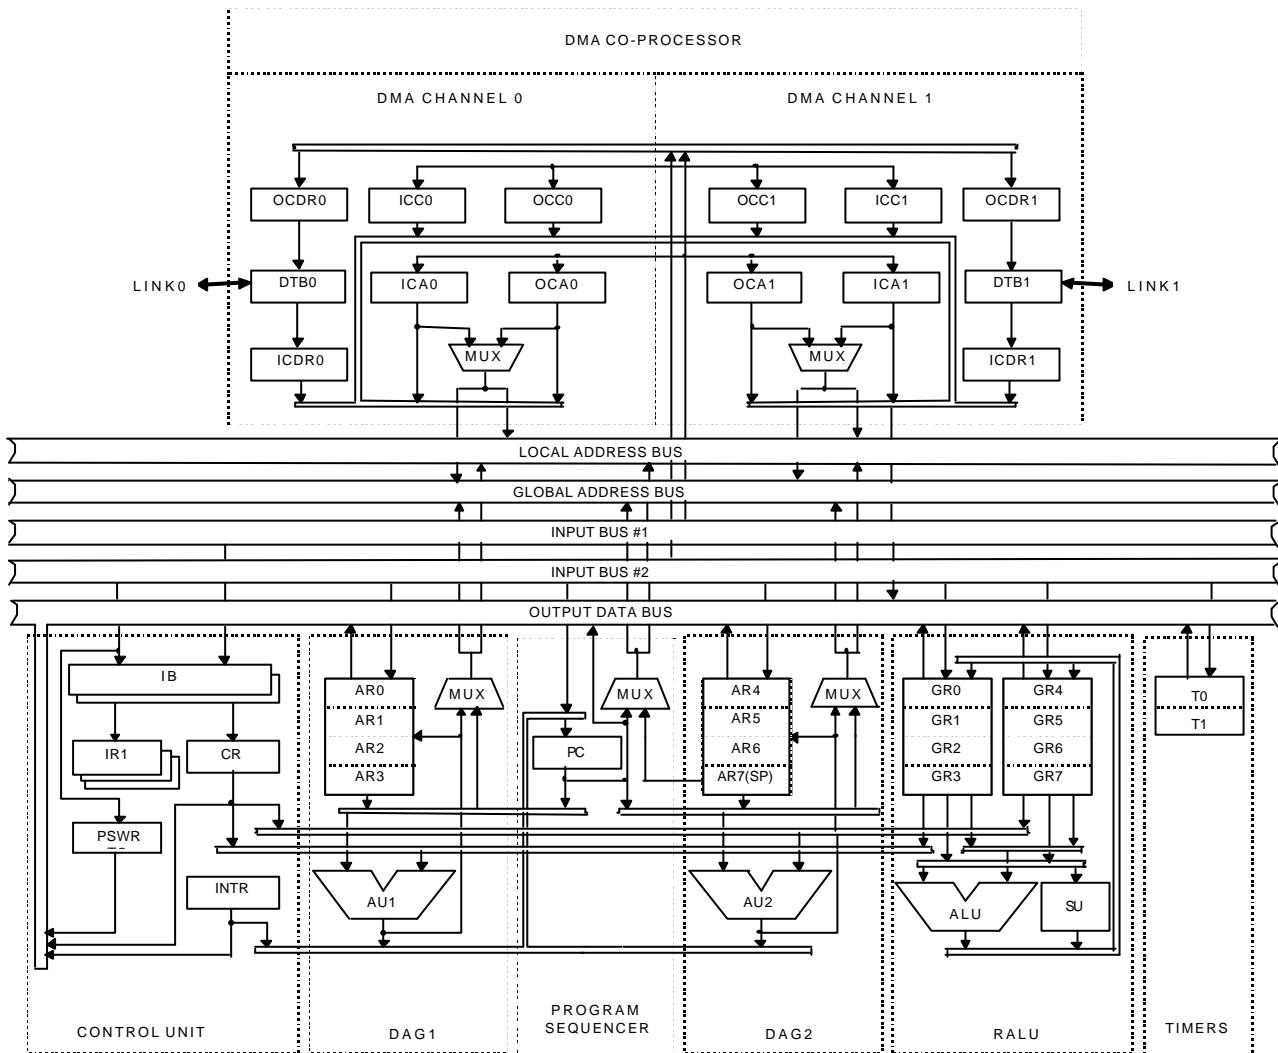 DMA CO-PROCESSOR
DMA CHANNEL 0 DMA CHANNEL 1
OCDR0 ICC0 OCC0 OCC1 ICC1 OCDR1
LINK0 DTB0 ICA0 OCA0 OCA1 ICA1 DTB1 LINK1
ICDR0 MUX MUX ICDR1
LOCAL ADDRESS BUS
GLOBAL ADDRESS BUS
INPUT BUS #1
INPUT BUS #2
OUTPUT DATA BUS
IB
IR1 CR
PSWR
INTR
CONTROL UNIT
AR0
AR1
AR2
AR3
MUX
AU1
DAG1
MUX
PC
PROGRAM
SEQUENCER
AR4
AR5
AR6
AR7(SP)
MUX
AU2
DAG2
GR0 GR4
GR1 GR5
GR2 GR6
GR3 GR7
ALU SU
RALU
T0
T1
TIMERS